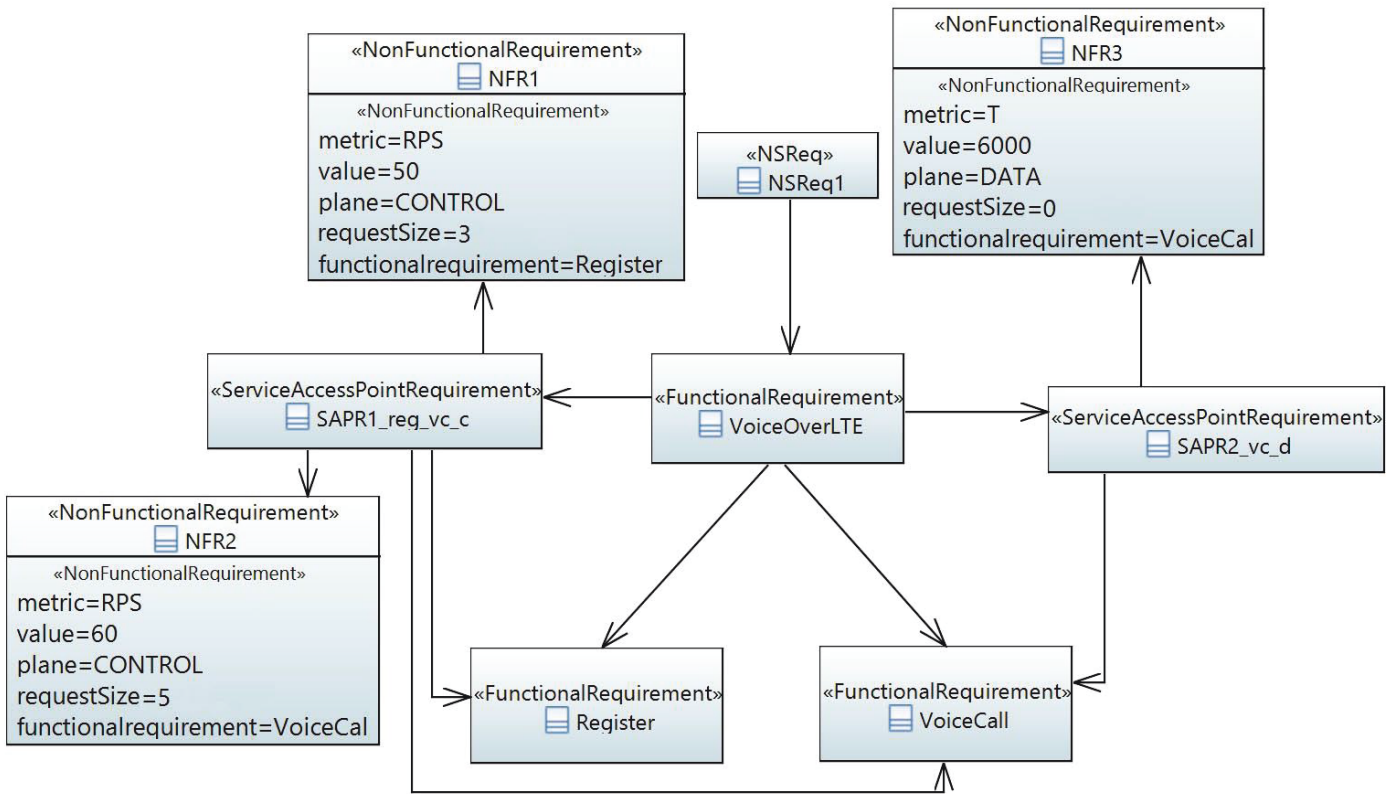 «NonFunctionalRequirement»
NFR1
«NonFunctionalRequirement»
metric=RPS
value=50
plane=CONTROL
requestSize=3
functionalrequirement=Register
«NSReq»
NSReq1
«NonFunctionalRequirement»
NFR3
«NonFunctionalRequirement»
metric=T
value=6000
plane=DATA
requestSize=0
functionalrequirement=VoiceCal
«ServiceAccessPointRequirement»
SAPR1_reg_vc_c
«FunctionalRequirement»
VoiceOverLTE
«ServiceAccessPointRequirement»
SAPR2_vc_d
«NonFunctionalRequirement»
NFR2
«NonFunctionalRequirement»
metric=RPS
value=60
plane=CONTROL
requestSize=5
functionalrequirement=VoiceCal
«FunctionalRequirement»
Register
«FunctionalRequirement»
VoiceCall